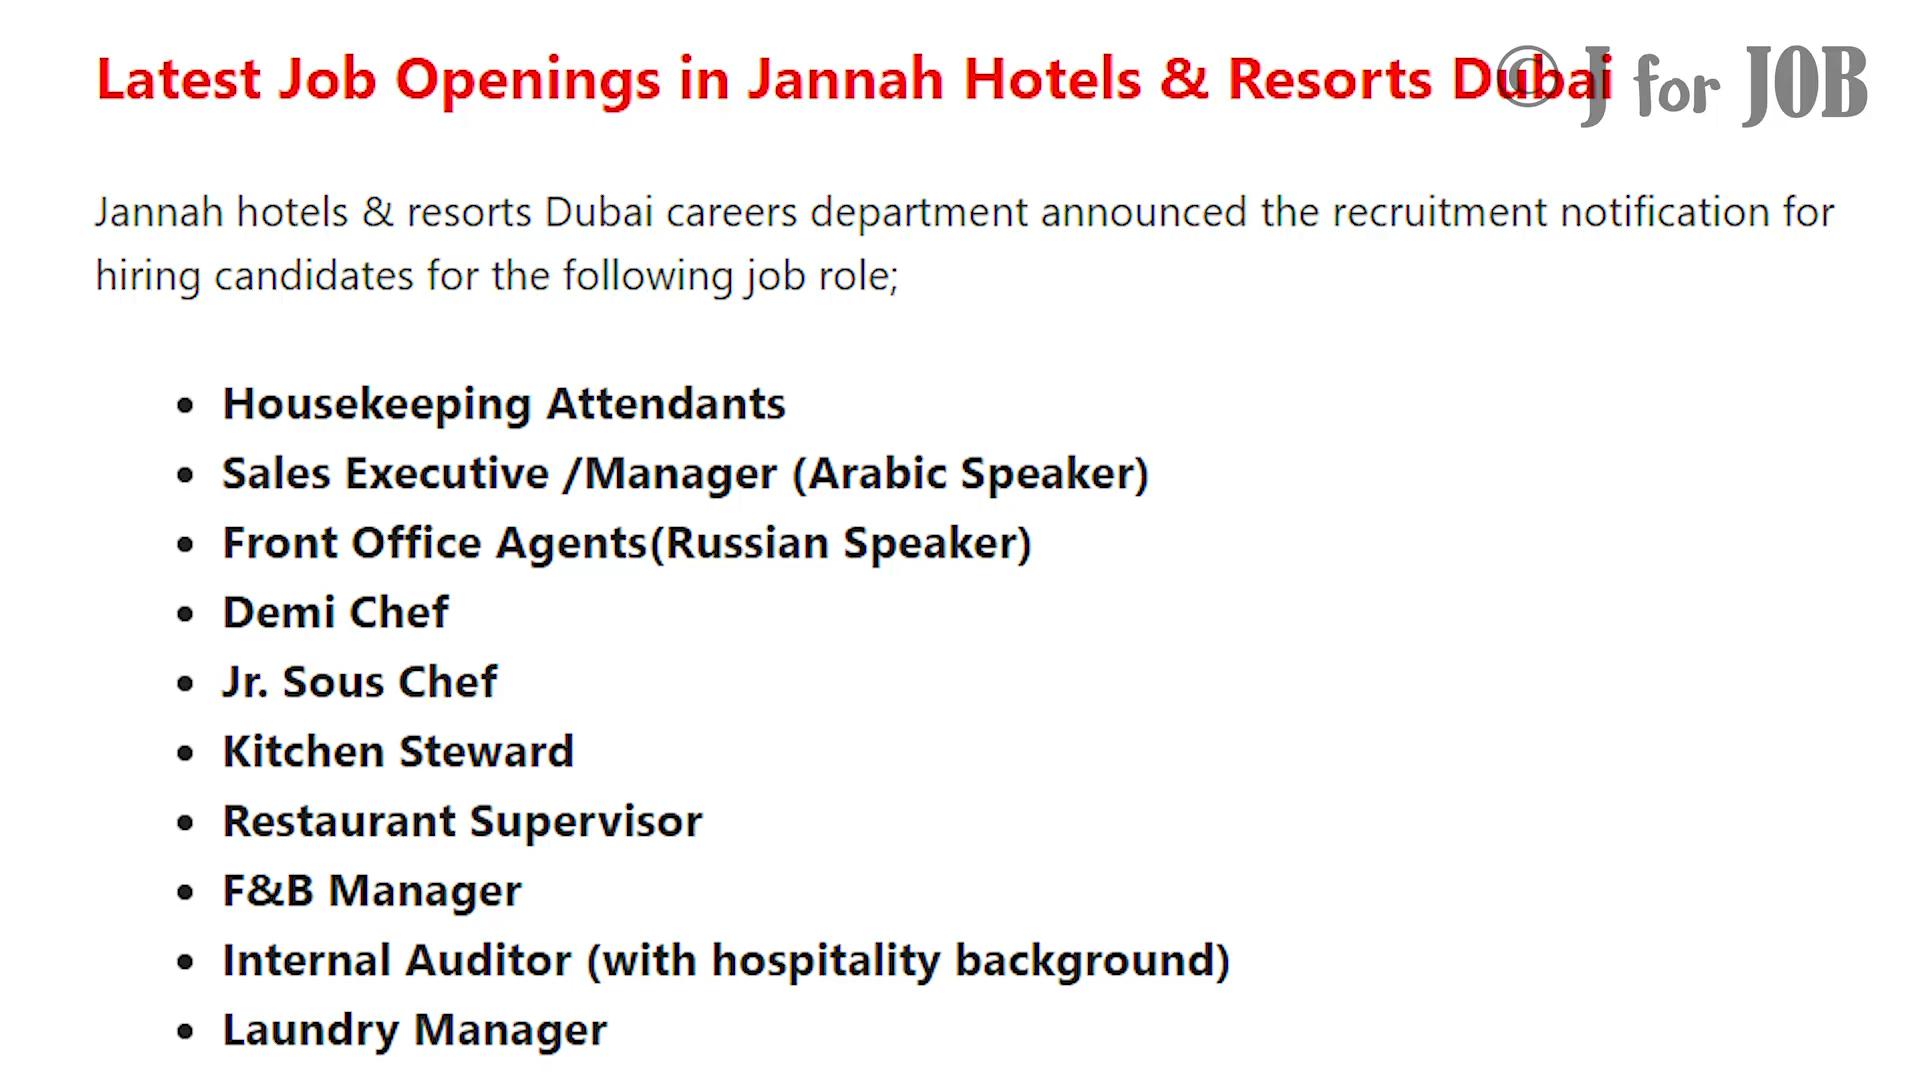 Latest Job Openings in Jannah Hotels & Resorts Dubai
© J for JOB
Jannah hotels & resorts Dubai careers department announced the recruitment notification for
hiring candidates for the following job role;
• Housekeeping Attendants
• Sales Executive /Manager (Arabic Speaker)
• Front Office Agents(Russian Speaker)
• Demi Chef
• Jr. Sous Chef
• Kitchen Steward
• Restaurant Supervisor
• F&B Manager
• Internal Auditor (with hospitality background)
• Laundry Manager